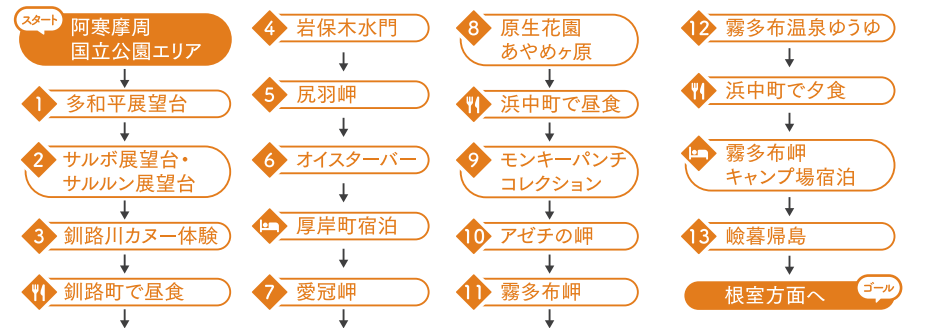 スタート
阿寒摩周
国立公園エリア
1 多和平展望台
2 サルボ展望台・
サルルン展望台
3 釧路川カヌー体験
釧路町で昼食
4 岩保木水門
5 尻羽岬
6 オイスターバー
厚岸町宿泊
7 愛冠岬
8 原生花園
あやめヶ原
浜中町で昼食
9 モンキーパンチ
コレクション
10 アゼチの岬
11 霧多布岬
12 霧多布温泉ゆうゆ
浜中町で夕食
霧多布岬
キャンプ場宿泊
13 嶮暮帰島
根室方面へ
ゴール